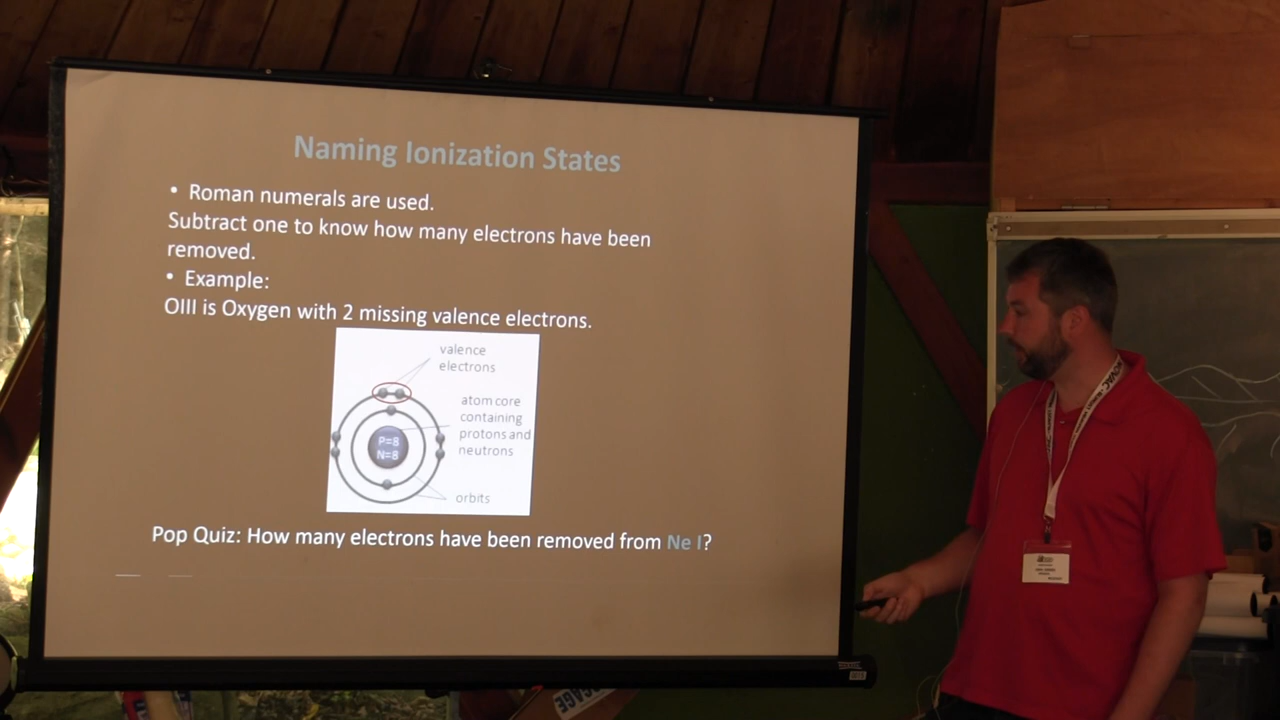 Naming Ionization States
• Roman numerals are used.
Subtract one to know how many electrons have been
removed.
• Example:
OIII is Oxygen with 2 missing valence electrons.
valence
electrons
atom core
containing
protons and
neutrons
P=8
N=8
orbits
Pop Quiz: How many electrons have been removed from Ne I?